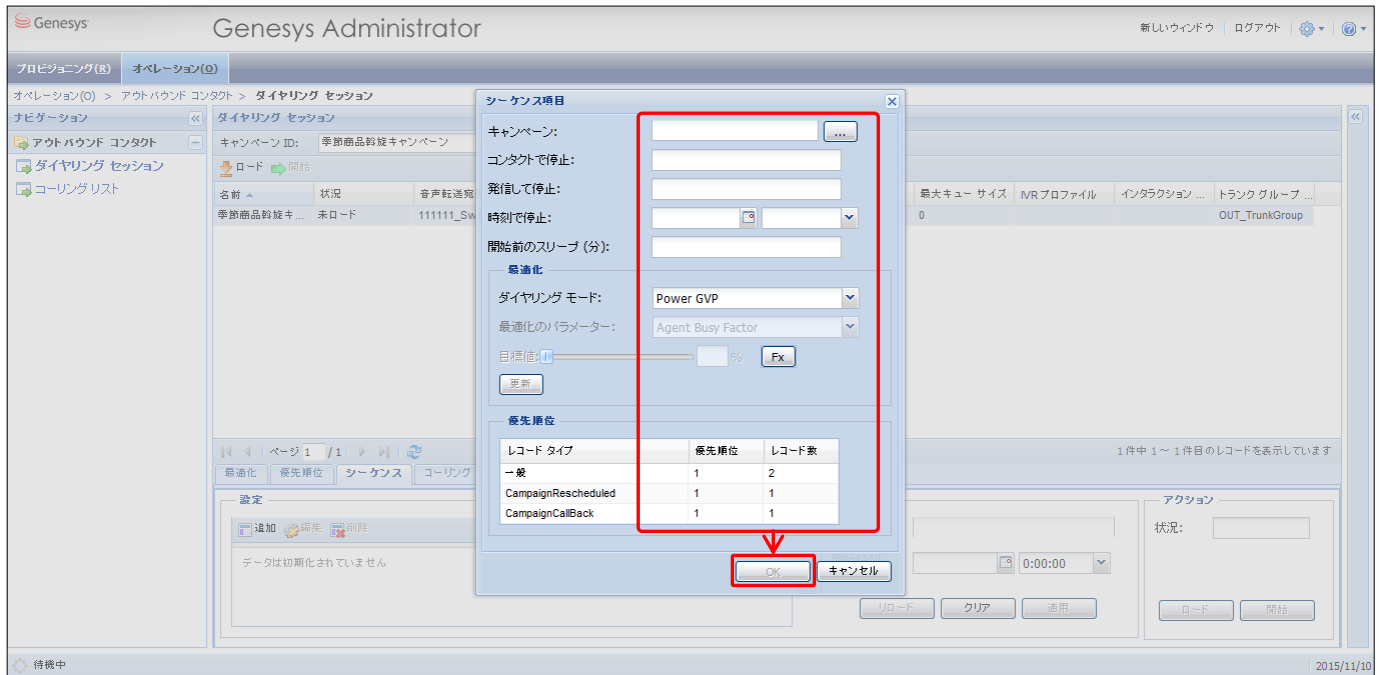 Genesys
Genesys Administrator
新しいウィンドウ ログアウト
プロビジョニング(R) オペレーション(O)
オペレーション(O) > アウトバウンド コンタクト > ダイヤリング セッション
ナビゲーション
アウトバウンド コンタクト
ダイヤリング セッション
コーリング リスト
ダイヤリング セッション
キャンペーン ID: 季節商品斡旋キャンペーン
ロード 開始
名前 状況 音声転送宛 最大キュー サイズ IVR プロファイル インタラクション ... トランク グループ ...
季節商品斡旋キ... 未ロード 111111_Sw 0 OUT_TrunkGroup
シーケンス項目
キャンペーン: ...
コンタクトで停止:
発信して停止:
時刻で停止:
開始前のスリープ (分):
最適化
ダイヤリング モード: Power GVP
最適化のパラメーター: Agent Busy Factor
目標値: % Fx
更新
優先順位
レコード タイプ 優先順位 レコード数
一般 1 2
CampaignRescheduled 1 1
CampaignCallBack 1 1
OK キャンセル
ページ 1 / 1
1 件中 1 ～ 1 件目のレコードを表示しています
最適化 優先順位 シーケンス コーリング
設定
追加 編集 削除
データは初期化されていません
0:00:00
リロード クリア 適用
アクション
状況:
ロード 開始
待機中
2015/11/10